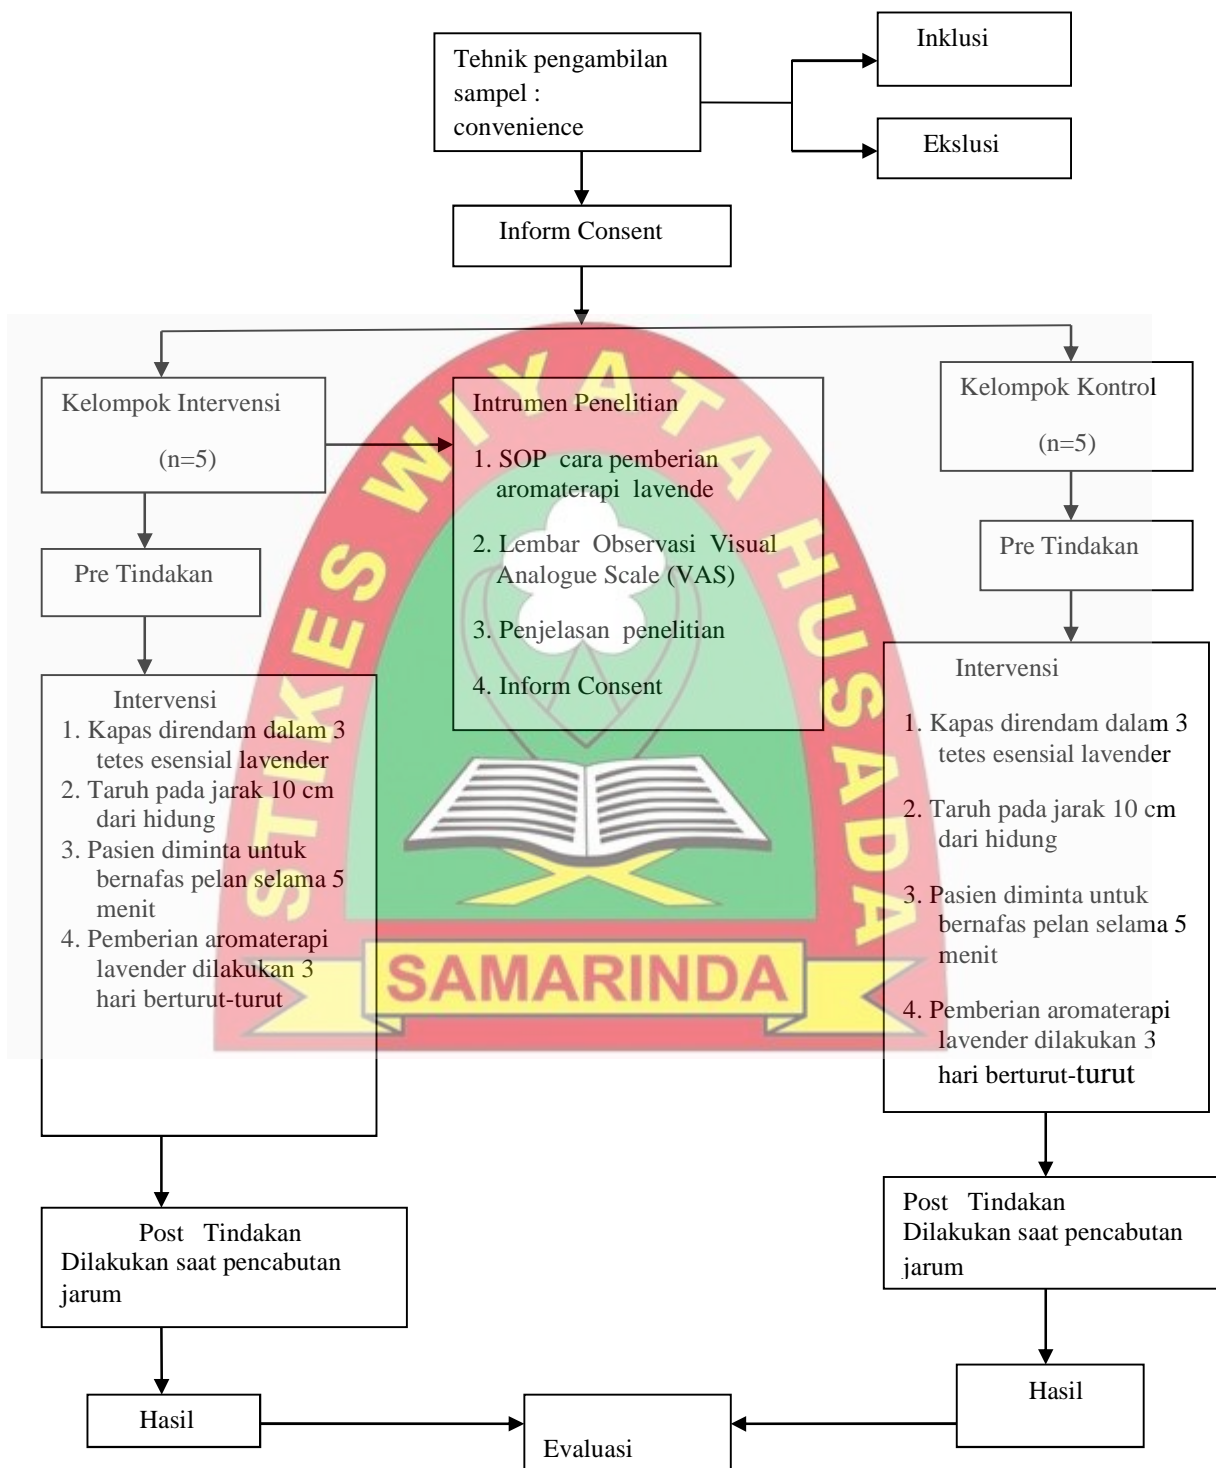 Tehnik pengambilan
sampel :
convenience
Inklusi
Ekslusi
Inform Consent
Kelompok Intervensi
(n=5)
Intrumen Penelitian
1. SOP cara pemberian
aromaterapi lavende
2. Lembar Observasi Visual
Analogue Scale (VAS)
3. Penjelasan penelitian
4. Inform Consent
Kelompok Kontrol
(n=5)
Pre Tindakan
Pre Tindakan
Intervensi
1. Kapas direndam dalam 3
tetes esensial lavender
2. Taruh pada jarak 10 cm
dari hidung
3. Pasien diminta untuk
bernafas pelan selama 5
menit
4. Pemberian aromaterapi
lavender dilakukan 3
hari berturut-turut
Intervensi
1. Kapas direndam dalam 3
tetes esensial lavender
2. Taruh pada jarak 10 cm
dari hidung
3. Pasien diminta untuk
bernafas pelan selama 5
menit
4. Pemberian aromaterapi
lavender dilakukan 3
hari berturut-turut
STIKES WIYATA HUSADA
SAMARINDA
Post Tindakan
Dilakukan saat pencabutan
jarum
Post Tindakan
Dilakukan saat pencabutan
jarum
Hasil
Hasil
Evaluasi